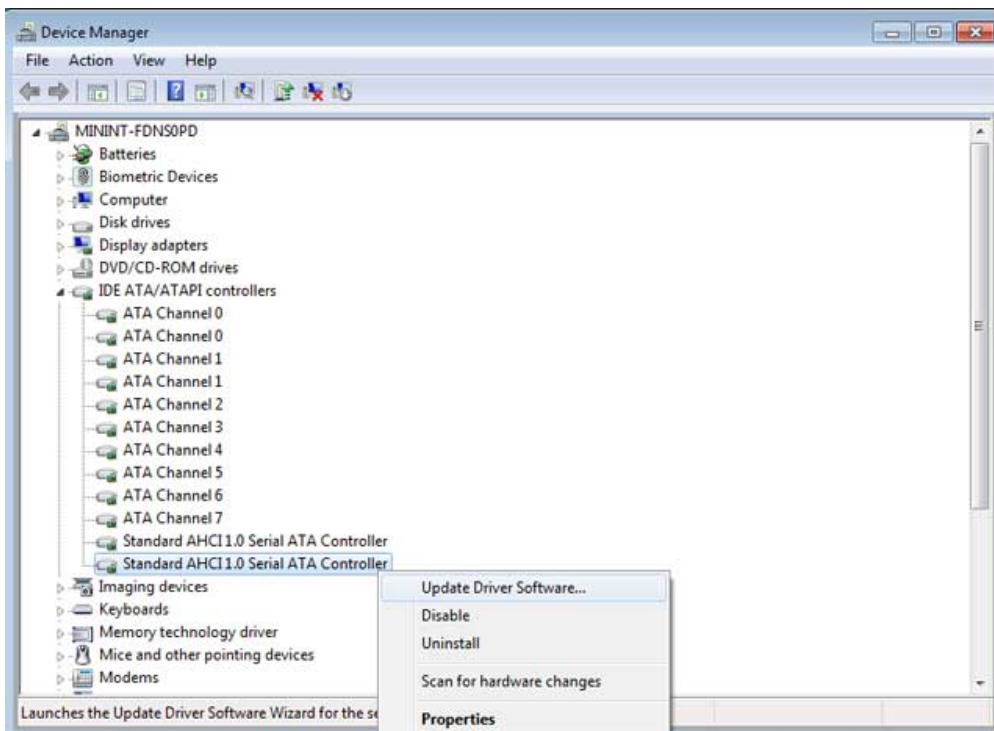 Device Manager
File Action View Help
MININT-FDNS0PD
Batteries
Biometric Devices
Computer
Disk drives
Display adapters
DVD/CD-ROM drives
IDE ATA/ATAPI controllers
ATA Channel 0
ATA Channel 0
ATA Channel 1
ATA Channel 1
ATA Channel 2
ATA Channel 3
ATA Channel 4
ATA Channel 5
ATA Channel 6
ATA Channel 7
Standard AHCI 1.0 Serial ATA Controller
Standard AHCI 1.0 Serial ATA Controller
Imaging devices
Keyboards
Memory technology driver
Mice and other pointing devices
Modems
Update Driver Software...
Disable
Uninstall
Scan for hardware changes
Properties
Launches the Update Driver Software Wizard for the se